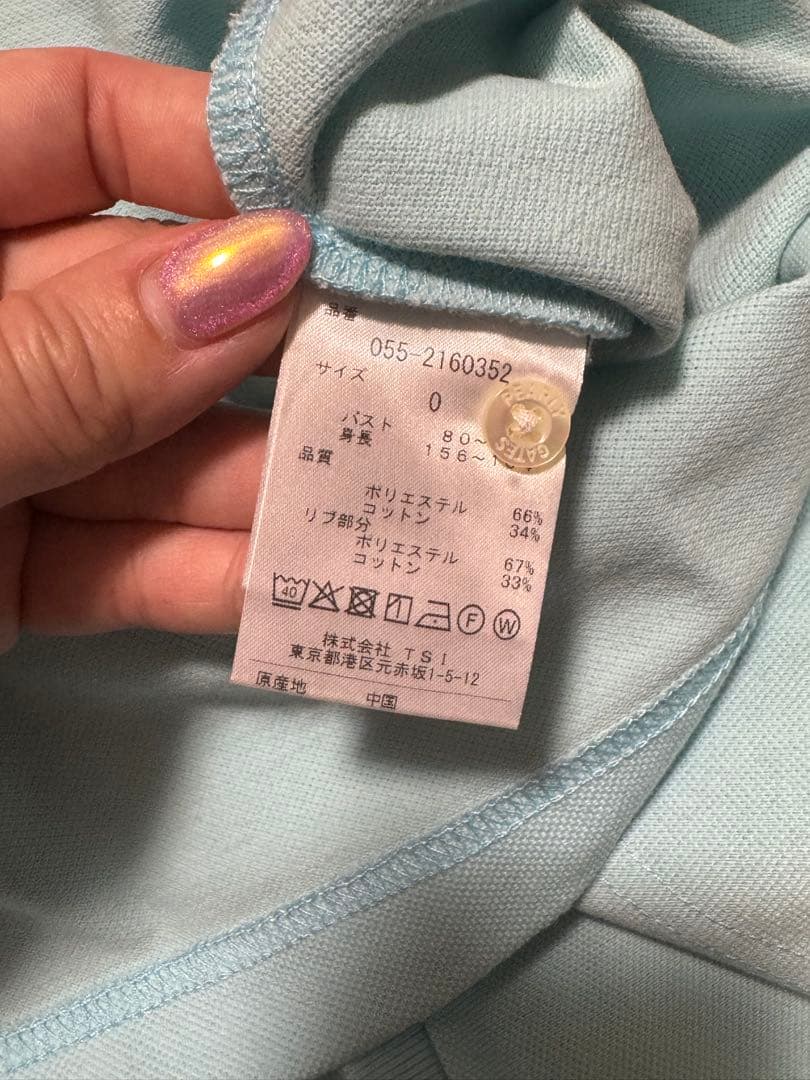 品番
055-2160352
サイズ
0
バスト 80~
身長 156~
品質
ポリエステル 66%
コットン 34%
リブ部分
ポリエステル 67%
コットン 33%
40
F W
株式会社 TSI
東京都港区元赤坂1-5-12
原産地 中国
PEARLY
GATES